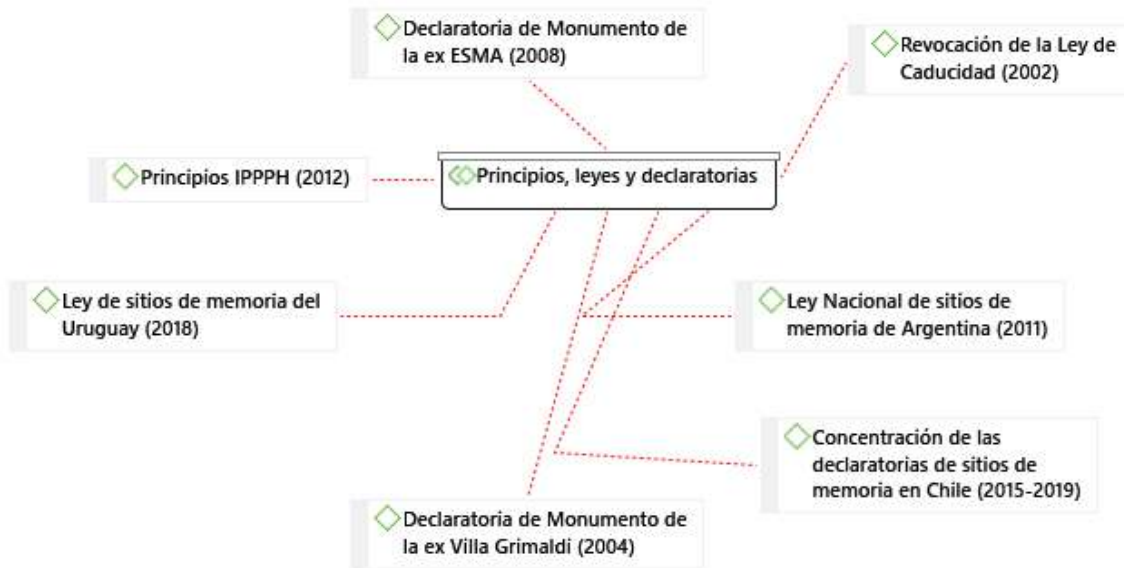 Declaratoria de Monumento de
la ex ESMA (2008)
Revocación de la Ley de
Caducidad (2002)
Principios IPPPH (2012)
Principios, leyes y declaratorias
Ley de sitios de memoria del
Uruguay (2018)
Ley Nacional de sitios de
memoria de Argentina (2011)
Concentración de las
declaratorias de sitios de
memoria en Chile (2015-2019)
Declaratoria de Monumento de
la ex Villa Grimaldi (2004)